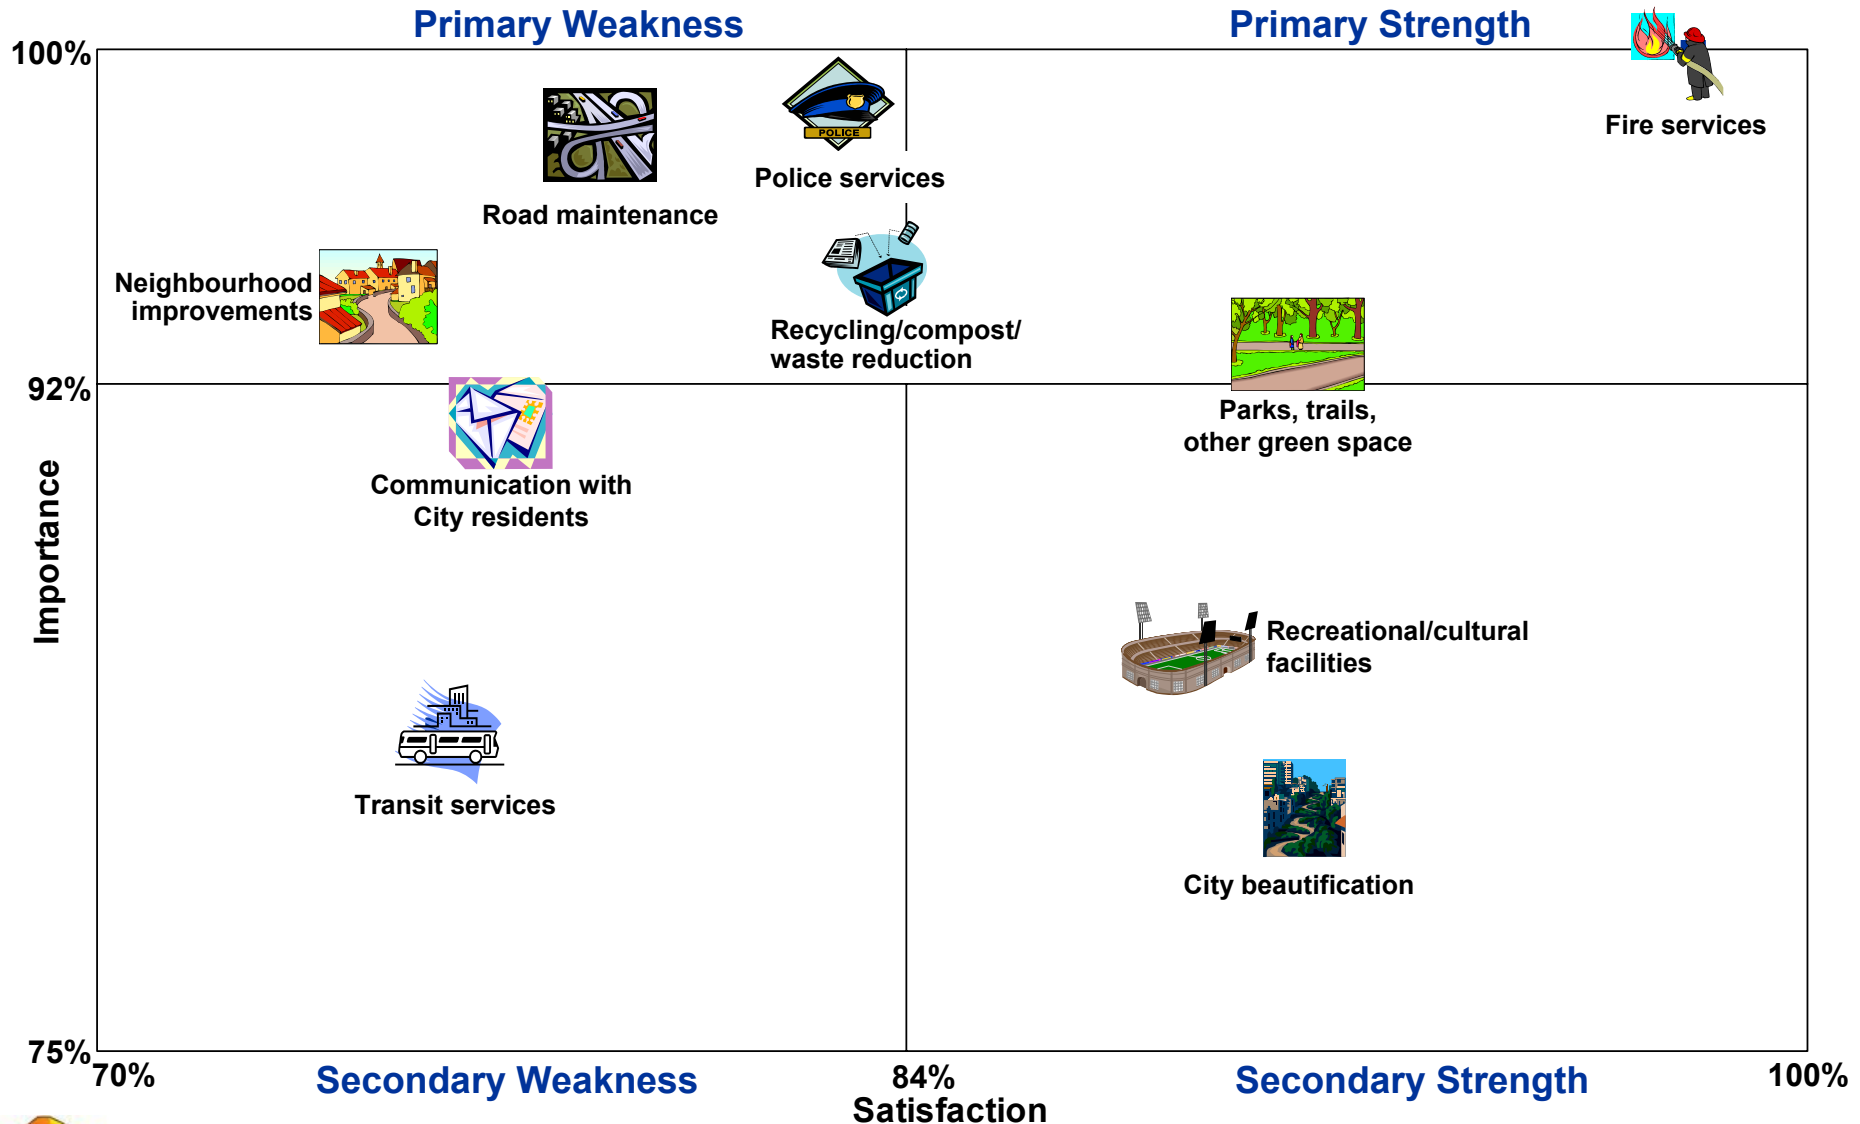 Primary Weakness
Primary Strength
100%
POLICE
Fire services
Police services
Road maintenance
Neighbourhood
improvements
Recycling/compost/
waste reduction
92%
Parks, trails,
other green space
Communication with
City residents
Importance
Recreational/cultural
facilities
Transit services
City beautification
75%
70%
Secondary Weakness
84%
Secondary Strength
100%
Satisfaction